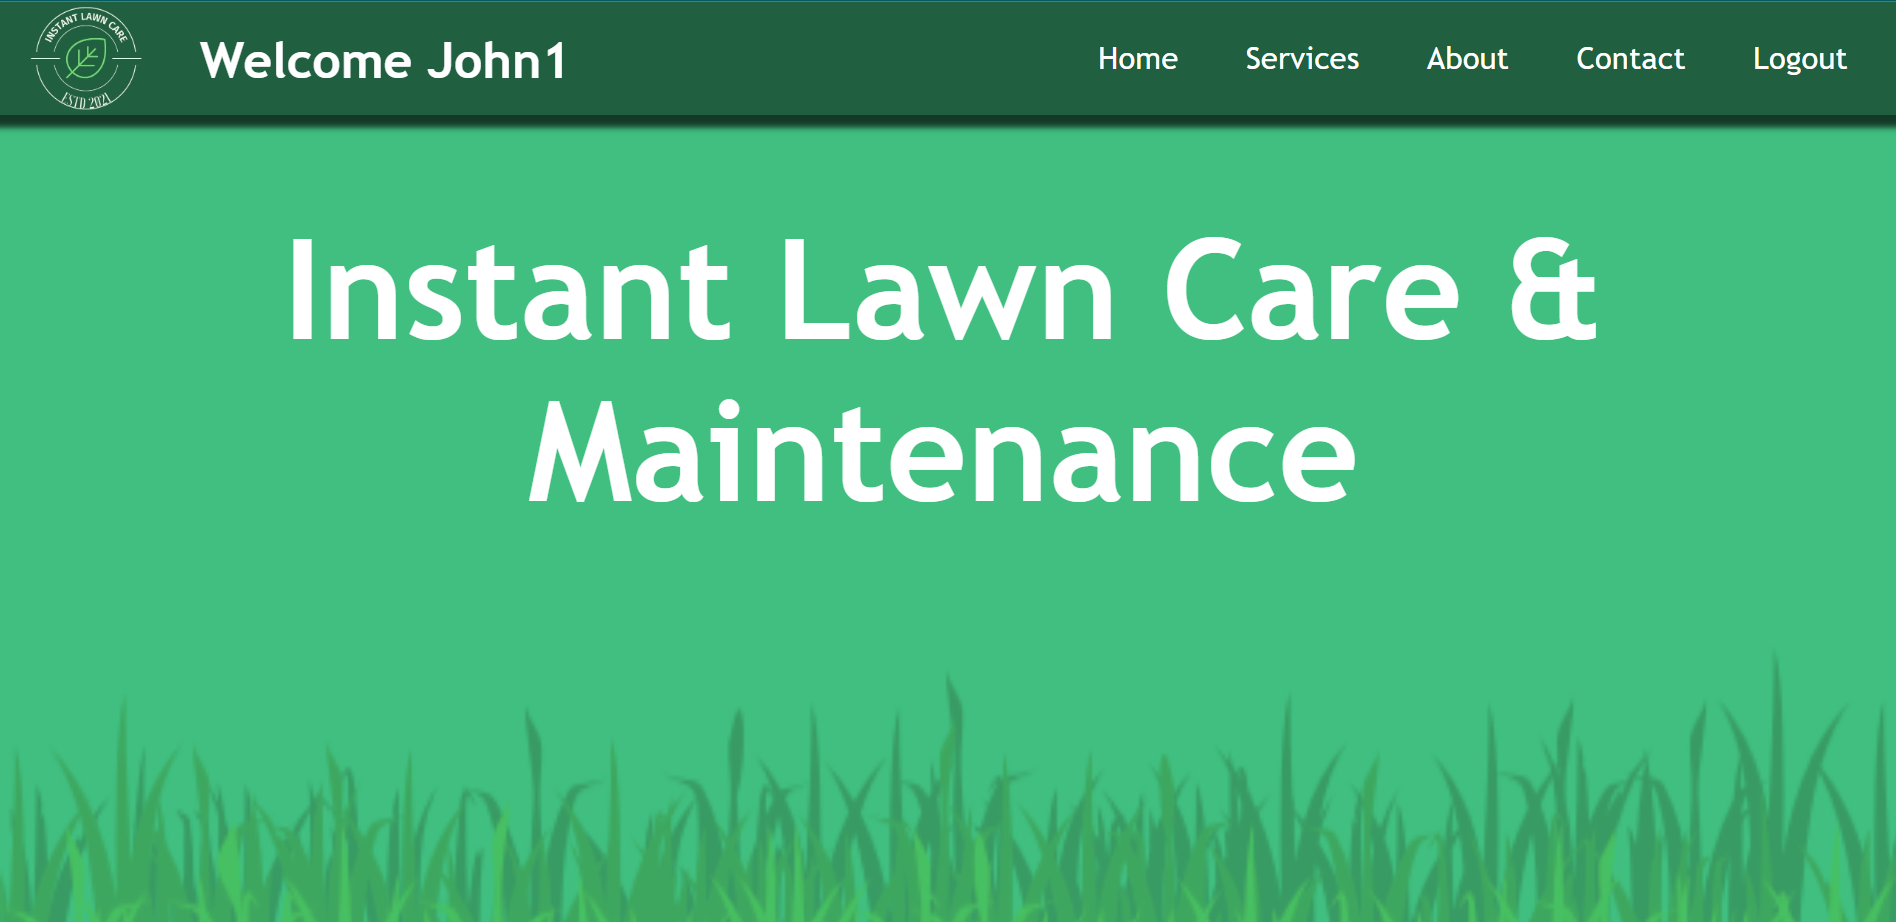 INSTANT LAWN CARE
ESTD 2021
Welcome John1
Home Services About Contact Logout
Instant Lawn Care &
Maintenance